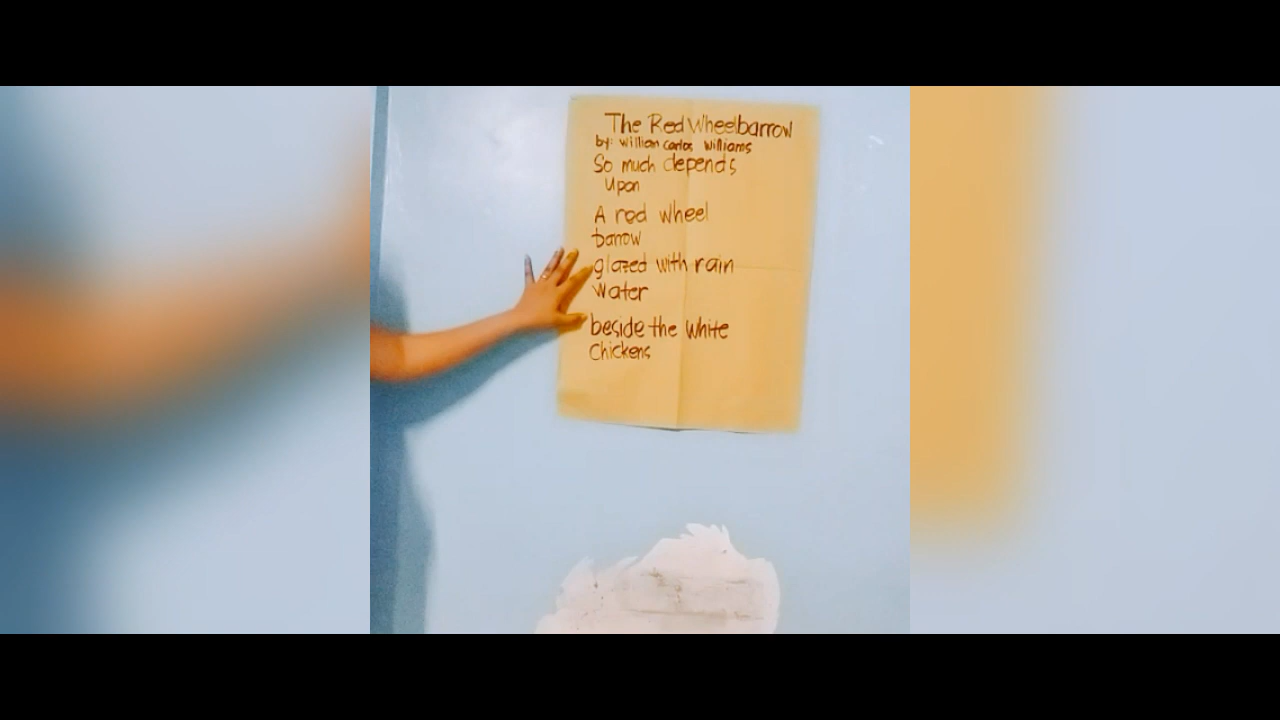 The Red Wheelbarrow
by: William Carlos Williams
So much depends
Upon
A red wheel
barrow
glazed with rain
Water
beside the White
Chickens